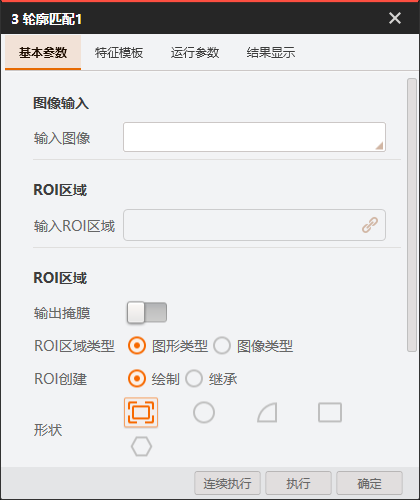 3 轮廓匹配1
基本参数 特征模板 运行参数 结果显示
图像输入
输入图像
ROI区域
输入ROI区域
ROI区域
输出掩膜
ROI区域类型 图形类型 图像类型
ROI创建 绘制 继承
形状
连续执行 执行 确定